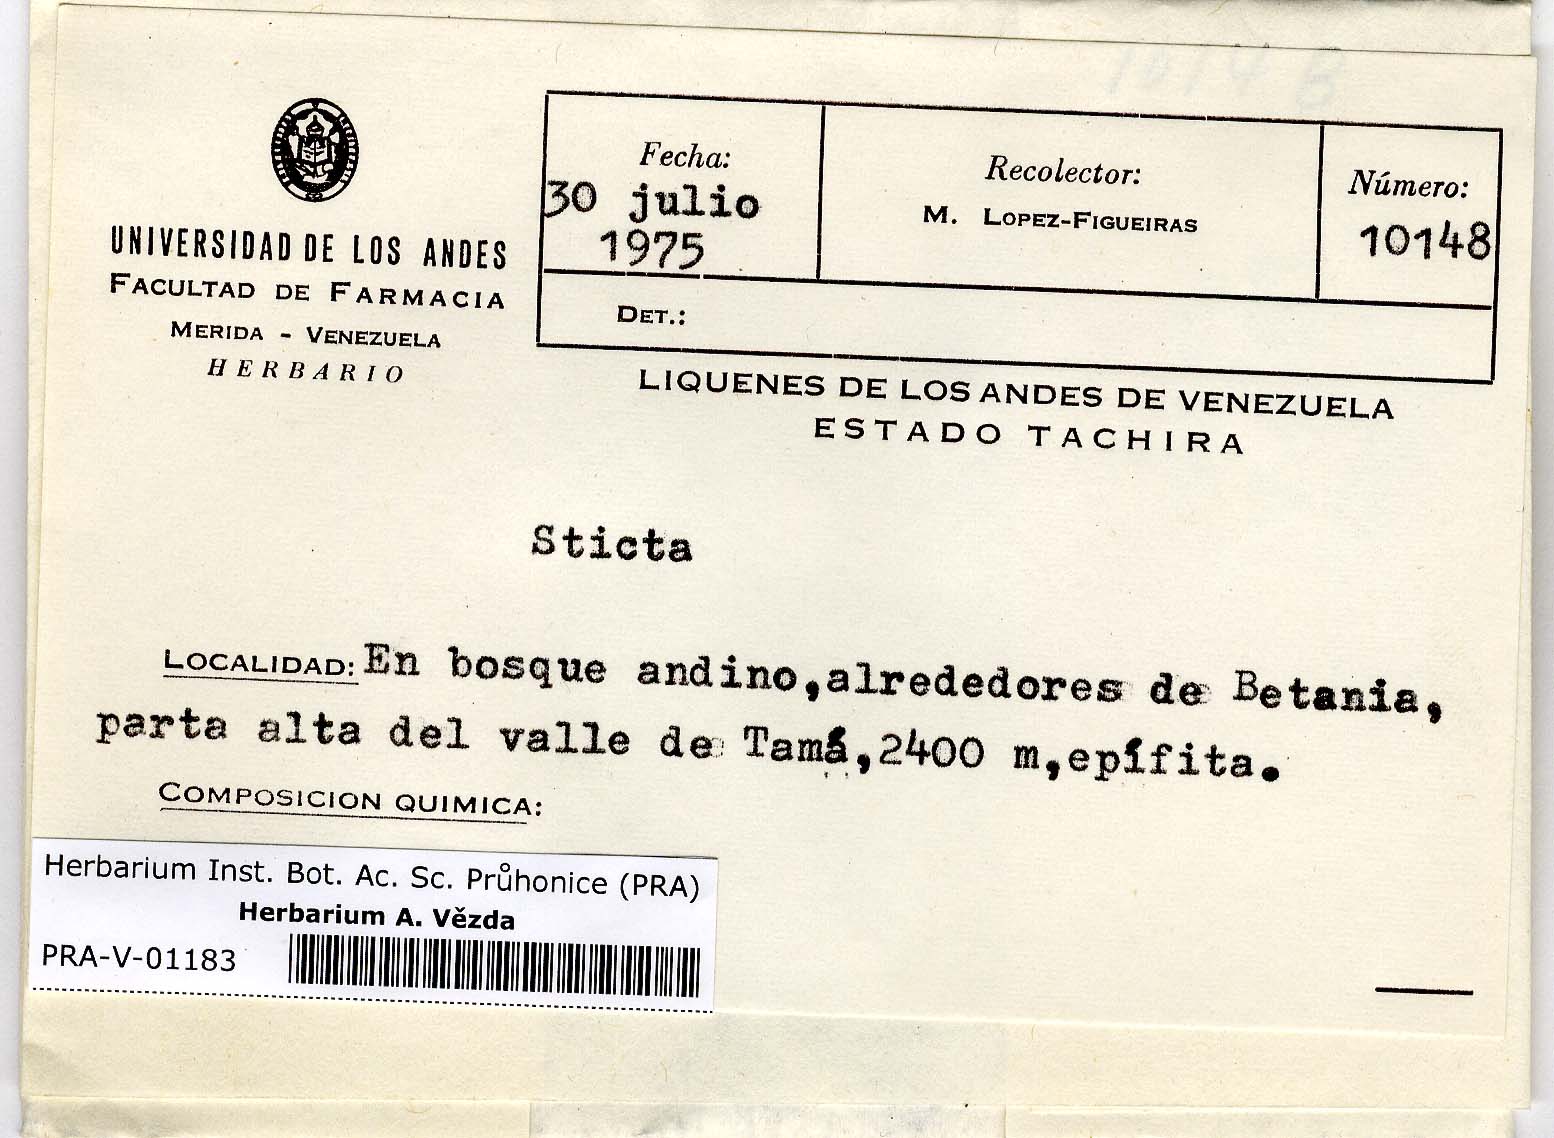 10148
Fecha:
30 julio
1975
Recolector:
M. LOPEZ-FIGUEIRAS
Número:
10148
DET.:
UNIVERSIDAD DE LOS ANDES
FACULTAD DE FARMACIA
MERIDA - VENEZUELA
HERBARIO
LIQUENES DE LOS ANDES DE VENEZUELA
ESTADO TACHIRA
Sticta
LOCALIDAD: En bosque andino,alrededores de Betania,
parta alta del valle de Tamá,2400 m,epífita.
COMPOSICION QUIMICA:
Herbarium Inst. Bot. Ac. Sc. Průhonice (PRA)
Herbarium A. Vězda
PRA-V-01183